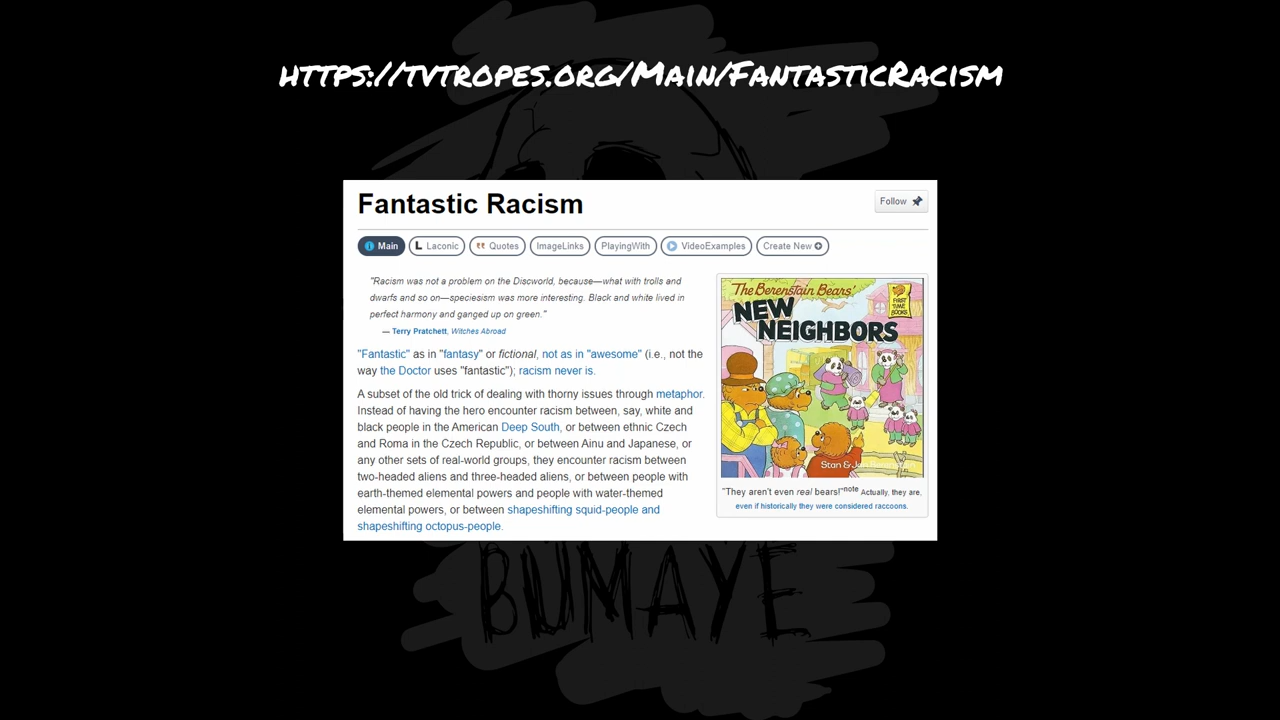 https://tvtropes.org/Main/FantasticRacism
Fantastic Racism
Follow
Main
L Laconic
Quotes
ImageLinks
PlayingWith
VideoExamples
Create New
"Racism was not a problem on the Discworld, because—what with trolls and
dwarfs and so on—speciesism was more interesting. Black and white lived in
perfect harmony and ganged up on green."
— Terry Pratchett, Witches Abroad
"Fantastic" as in "fantasy" or fictional, not as in "awesome" (i.e., not the
way the Doctor uses "fantastic"); racism never is.
A subset of the old trick of dealing with thorny issues through metaphor.
Instead of having the hero encounter racism between, say, white and
black people in the American Deep South, or between ethnic Czech
and Roma in the Czech Republic, or between Ainu and Japanese, or
any other sets of real-world groups, they encounter racism between
two-headed aliens and three-headed aliens, or between people with
earth-themed elemental powers and people with water-themed
elemental powers, or between shapeshifting squid-people and
shapeshifting octopus-people.
The Berenstain Bears'
NEW
NEIGHBORS
FIRST
TIME
BOOKS
Stan &
"They aren't even real bears!"note Actually, they are,
even if historically they were considered raccoons.
BUMAYE